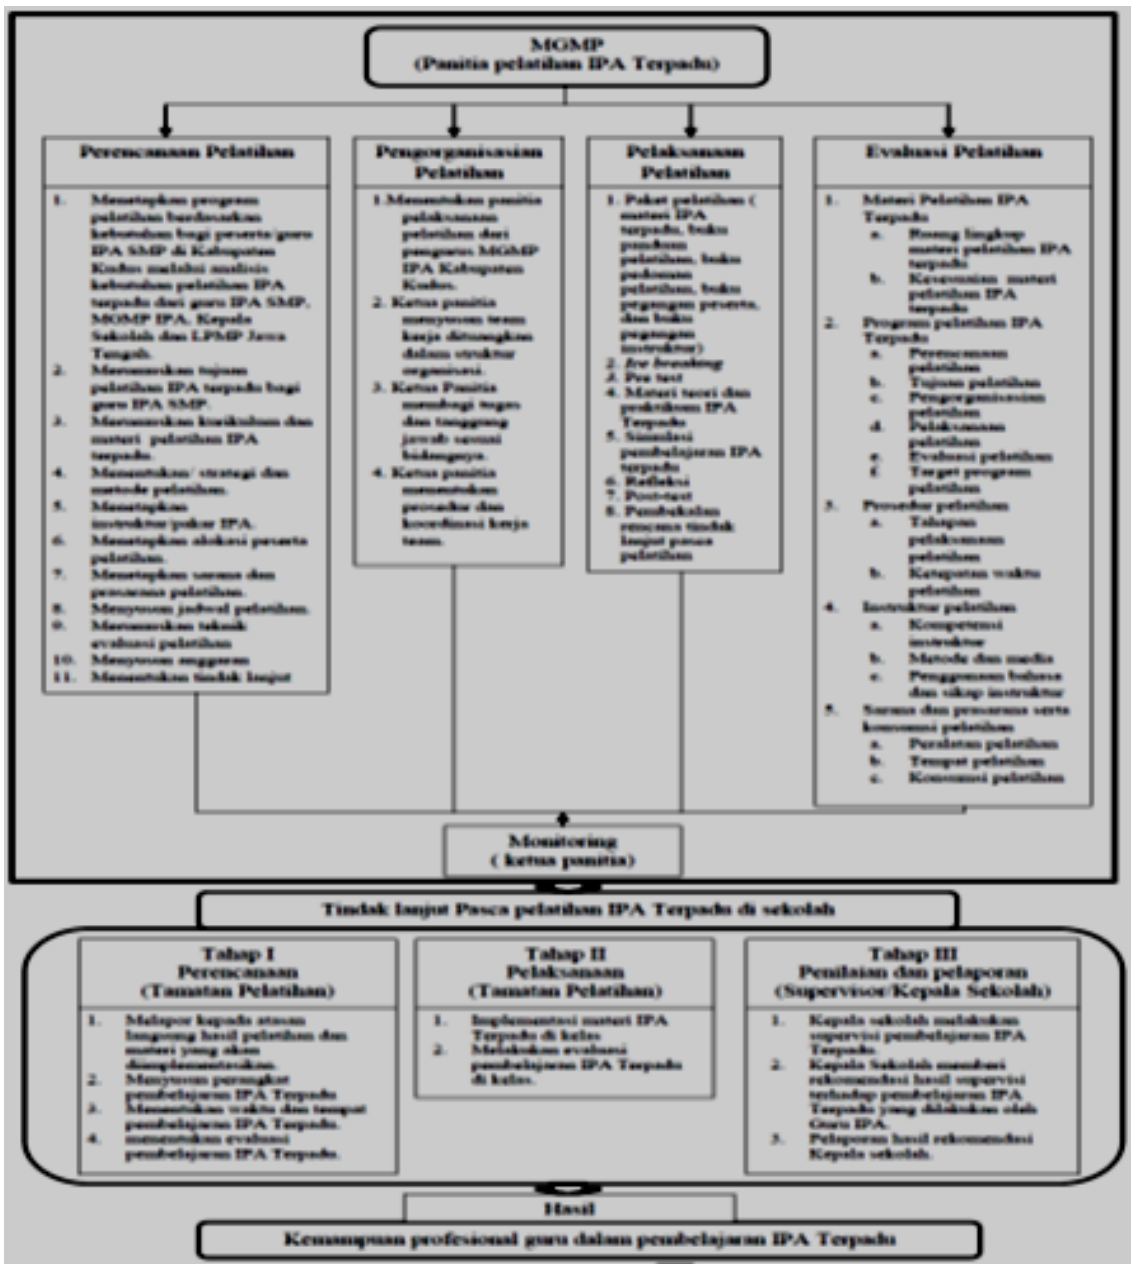 MGMP
(Panitia pelatihan IPA Terpadu)
Perencanaan Pelatihan
1. Menetapkan program
pelatihan berdasarkan
kebutuhan bagi peserta/guru
IPA SMP di Kabupaten
Kudus melalui analisis
kebutuhan pelatihan IPA
terpadu dari guru IPA SMP,
MGMP IPA, Kepala
Sekolah dan LPMP Jawa
Tengah.
2. Merumuskan tujuan
pelatihan IPA terpadu bagi
guru IPA SMP.
3. Merumuskan kurikulum dan
materi pelatihan IPA
terpadu.
4. Menentukan/ strategi dan
metode pelatihan.
5. Menetapkan
instruktur/pakar IPA.
6. Menetapkan alokasi peserta
pelatihan.
7. Menetapkan sarana dan
prasarana pelatihan.
8. Menyusun jadwal pelatihan.
9. Merumuskan teknik
evaluasi pelatihan
10. Menyusun anggaran
11. Menentukan tindak lanjut
Pengorganisasian
Pelatihan
1.Menentukan panitia
pelaksanaan
pelatihan dari
pengurus MGMP
IPA Kabupaten
Kudus.
2. Ketua panitia
menyusun team
kerja dituangkan
dalam struktur
organisasi.
3. Ketua Panitia
membagi tugas
dan tanggung
jawab sesuai
bidangnya.
4. Ketua panitia
menentukan
prosedur dan
koordinasi kerja
team.
Pelaksanaan
Pelatihan
1. Paket pelatihan (
materi IPA
terpadu, buku
panduan
pelatihan, buku
pedoman
pelatihan, buku
pegangan peserta,
dan buku
pegangan
instruktur)
2. Ice breaking
3. Pre test
4. Materi teori dan
praktikum IPA
Terpadu
5. Simulasi
pembelajaran IPA
terpadu
6. Refleksi
7. Post-test
8. Pembekalan
rencana tindak
lanjut pasca
pelatihan
Evaluasi Pelatihan
1. Materi Pelatihan IPA
Terpadu
a. Ruang lingkup
materi pelatihan IPA
terpadu
b. Kesesuaian materi
pelatihan IPA
terpadu
2. Program pelatihan IPA
Terpadu
a. Perencanaan
pelatihan
b. Tujuan pelatihan
c. Pengorganisasian
pelatihan
d. Pelaksanaan
pelatihan
e. Evaluasi pelatihan
f. Target program
pelatihan
3. Prosedur pelatihan
a. Tahapan
pelaksanaan
pelatihan
b. Ketepatan waktu
pelatihan
4. Instruktur pelatihan
a. Kompetensi
instruktur
b. Metode dan media
c. Penggunaan bahasa
dan sikap instruktur
5. Sarana dan prasarana serta
konsumsi pelatihan
a. Peralatan pelatihan
b. Tempat pelatihan
c. Konsumsi pelatihan
Monitoring
( ketua panitia)
Tindak lanjut Pasca pelatihan IPA Terpadu di sekolah
Tahap I
Perencanaan
(Tamatan Pelatihan)
1. Melapor kepada atasan
langsung hasil pelatihan dan
materi yang akan
diimplementasikan.
2. Menyusun perangkat
pembelajaran IPA Terpadu
3. Menentukan waktu dan tempat
pembelajaran IPA Terpadu.
4. menentukan evaluasi
pembelajaran IPA Terpadu.
Tahap II
Pelaksanaan
(Tamatan Pelatihan)
1. Implementasi materi IPA
Terpadu di kelas
2. Melakukan evaluasi
pembelajaran IPA Terpadu
di kelas.
Tahap III
Penilaian dan pelaporan
(Supervisor/Kepala Sekolah)
1. Kepala sekolah melakukan
supervisi pembelajaran IPA
Terpadu.
2. Kepala Sekolah memberi
rekomendasi hasil supervisi
terhadap pembelajaran IPA
Terpadu yang dilakukan oleh
Guru IPA.
3. Pelaporan hasil rekomendasi
Kepala sekolah.
Hasil
Kemampuan profesional guru dalam pembelajaran IPA Terpadu